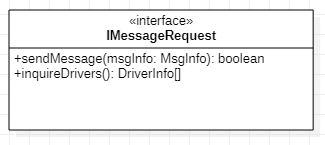 «interface»
IMessageRequest
+sendMessage(msgInfo: MsgInfo): boolean
+inquireDrivers(): DriverInfo[]